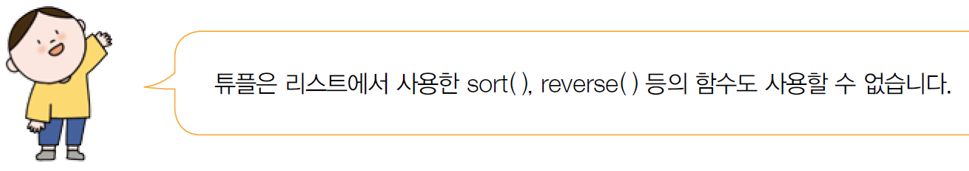 튜플은 리스트에서 사용한 sort( ), reverse( ) 등의 함수도 사용할 수 없습니다.